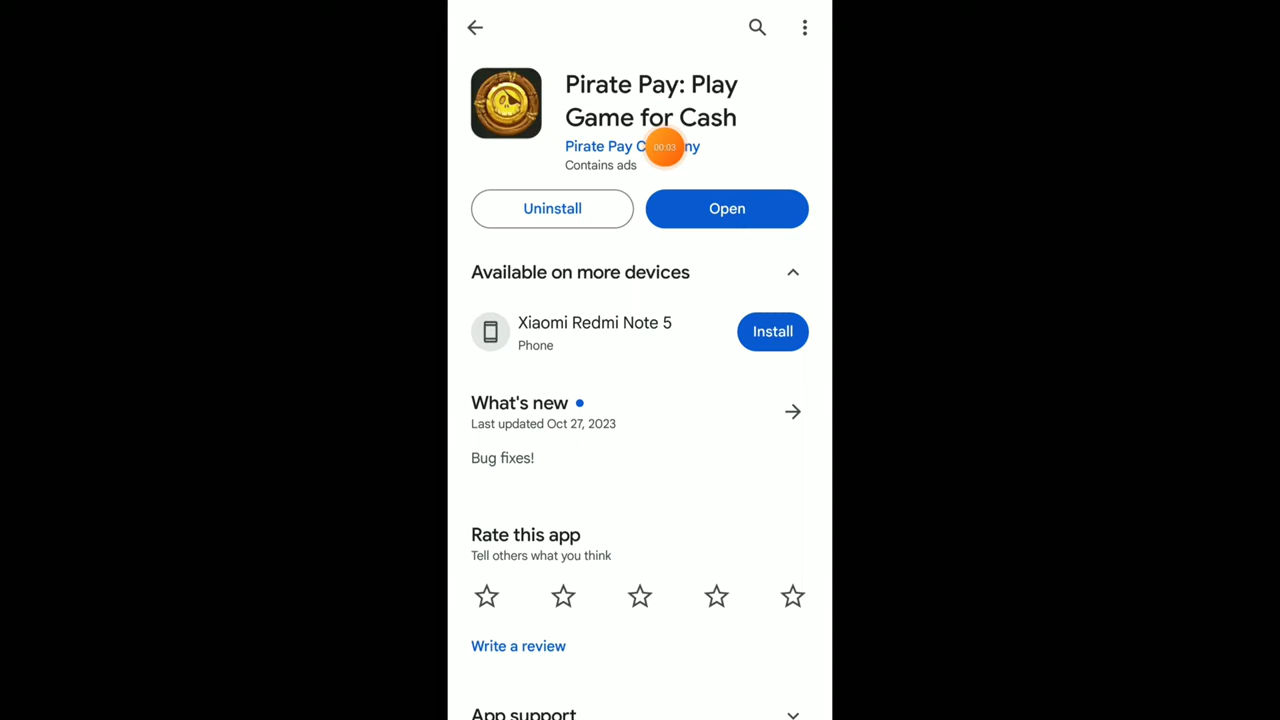 Pirate Pay: Play
Game for Cash
Pirate Pay C ny
00:03
Contains ads
Uninstall
Open
Available on more devices
Xiaomi Redmi Note 5
Phone
Install
What's new
Last updated Oct 27, 2023
Bug fixes!
Rate this app
Tell others what you think
Write a review
App support